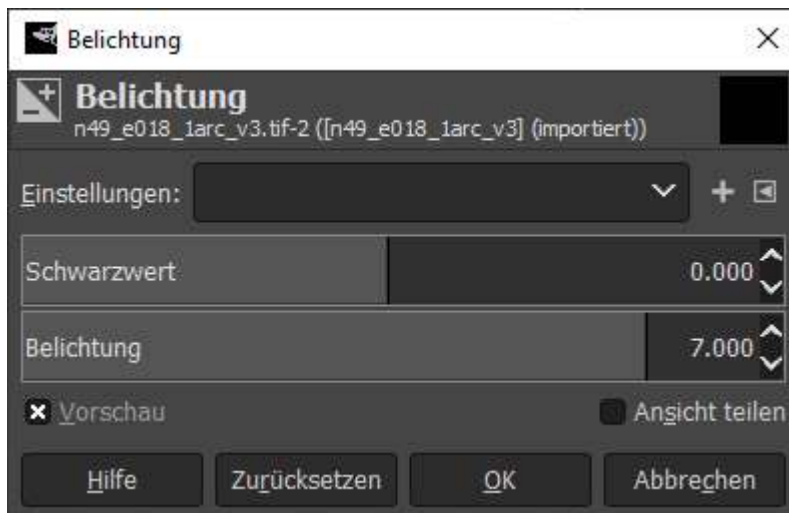 Belichtung
Belichtung
n49_e018_1arc_v3.tif-2 ([n49_e018_1arc_v3] (importiert))
Einstellungen:
Schwarzwert 0.000
Belichtung 7.000
Vorschau Ansicht teilen
Hilfe Zurücksetzen OK Abbrechen